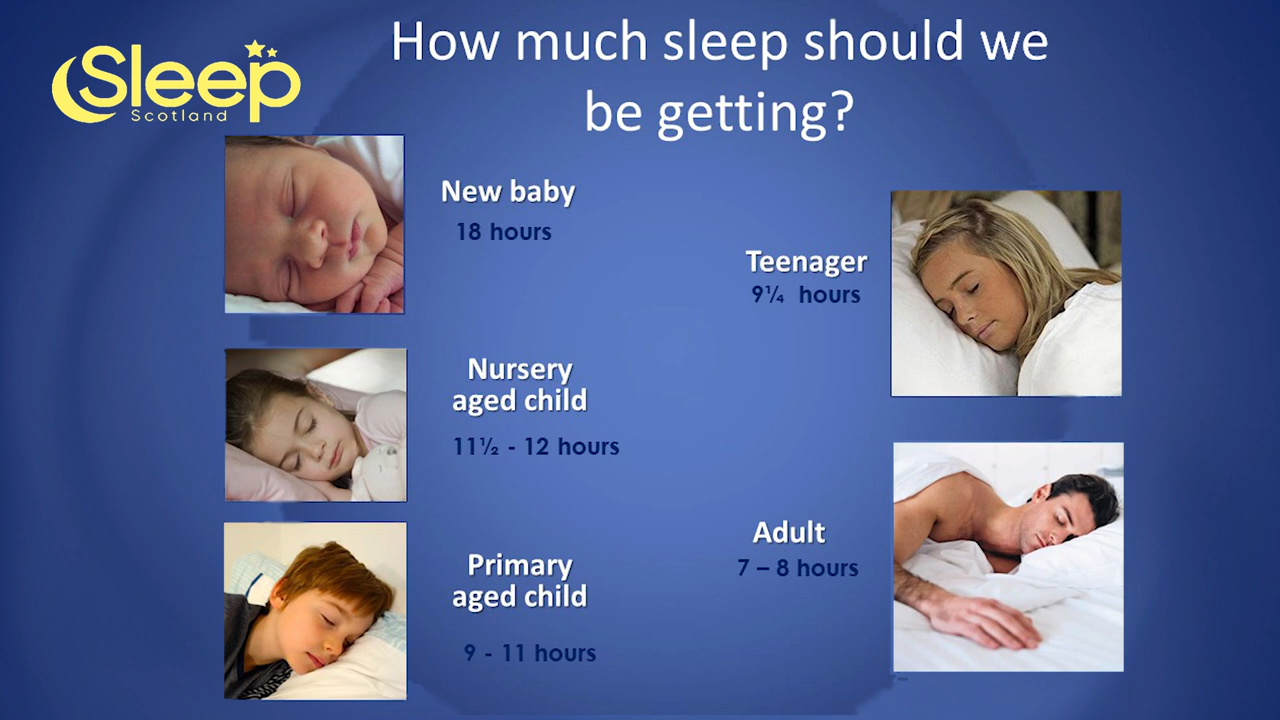 Sleep
Scotland
How much sleep should we
be getting?
New baby
18 hours
Nursery
aged child
11½ - 12 hours
Primary
aged child
9 - 11 hours
Teenager
9¼ hours
Adult
7 – 8 hours